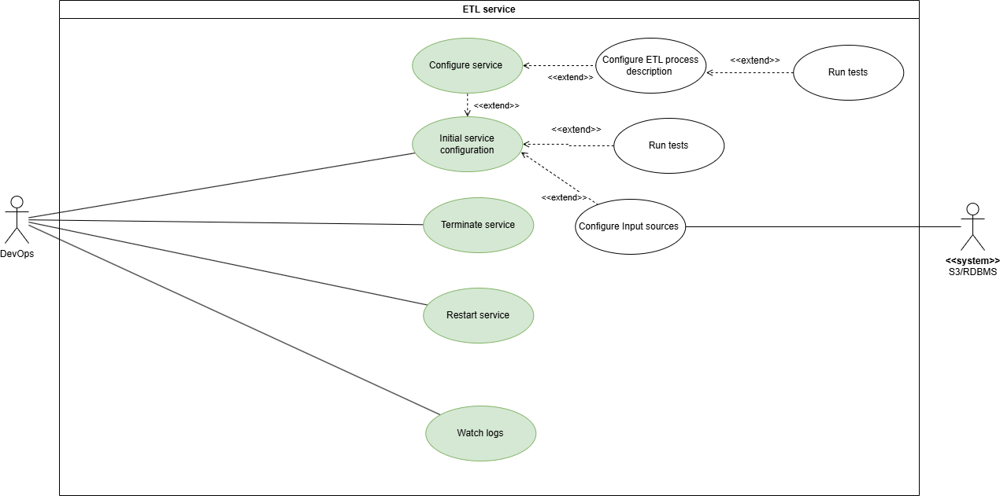 ETL service
Configure service
<<extend>>
Configure ETL process
description
<<extend>>
Run tests
<<extend>>
Initial service
configuration
<<extend>>
Run tests
<<extend>>
Configure Input sources
Terminate service
Restart service
Watch logs
DevOps
<<system>>
S3/RDBMS